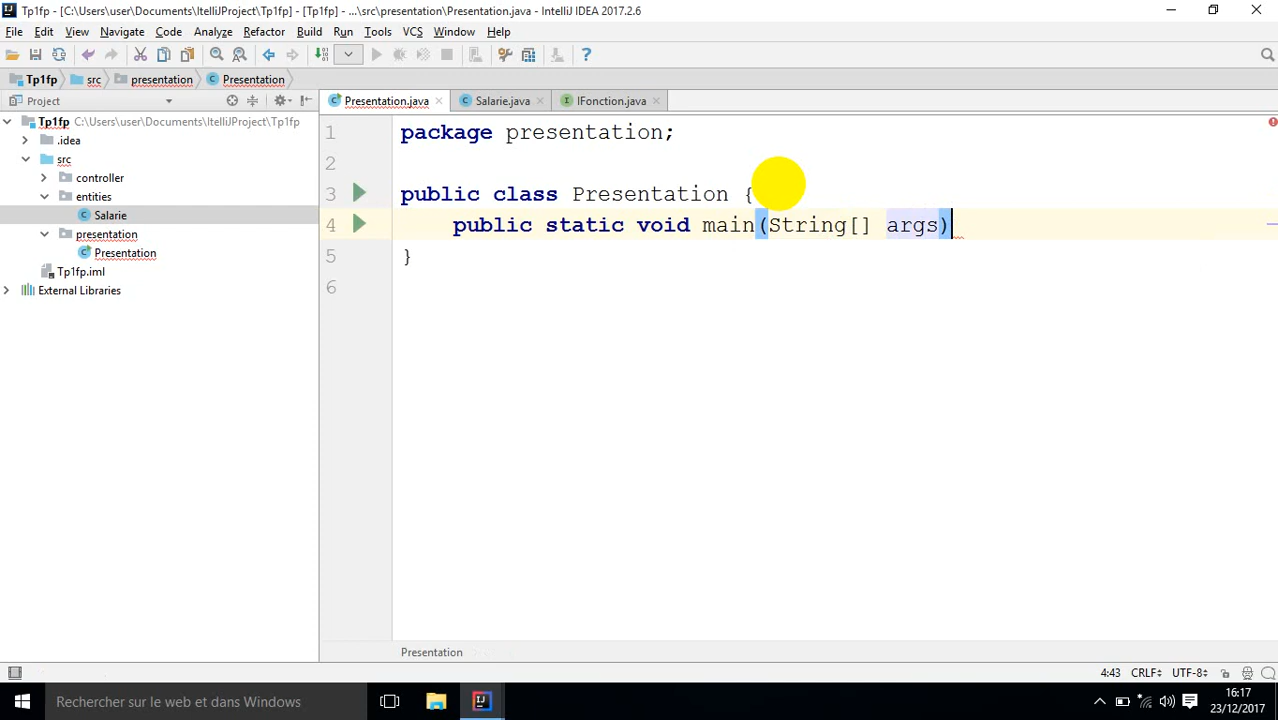 Tp1fp - [C:\Users\user\Documents\ItelliJProject\Tp1fp] - [Tp1fp] - ...\src\presentation\Presentation.java - IntelliJ IDEA 2017.2.6
File Edit View Navigate Code Analyze Refactor Build Run Tools VCS Window Help
Tp1fp src presentation Presentation
Project
Presentation.java Salarie.java IFonction.java
Tp1fp C:\Users\user\Documents\ItelliJProject\Tp1fp
.idea
src
controller
entities
Salarie
presentation
Presentation
Tp1fp.iml
External Libraries
1 package presentation;
2
3 public class Presentation {
4 public static void main(String[] args)
5 }
6
Presentation
4:43 CRLF÷ UTF-8÷
Rechercher sur le web et dans Windows
16:17
23/12/2017